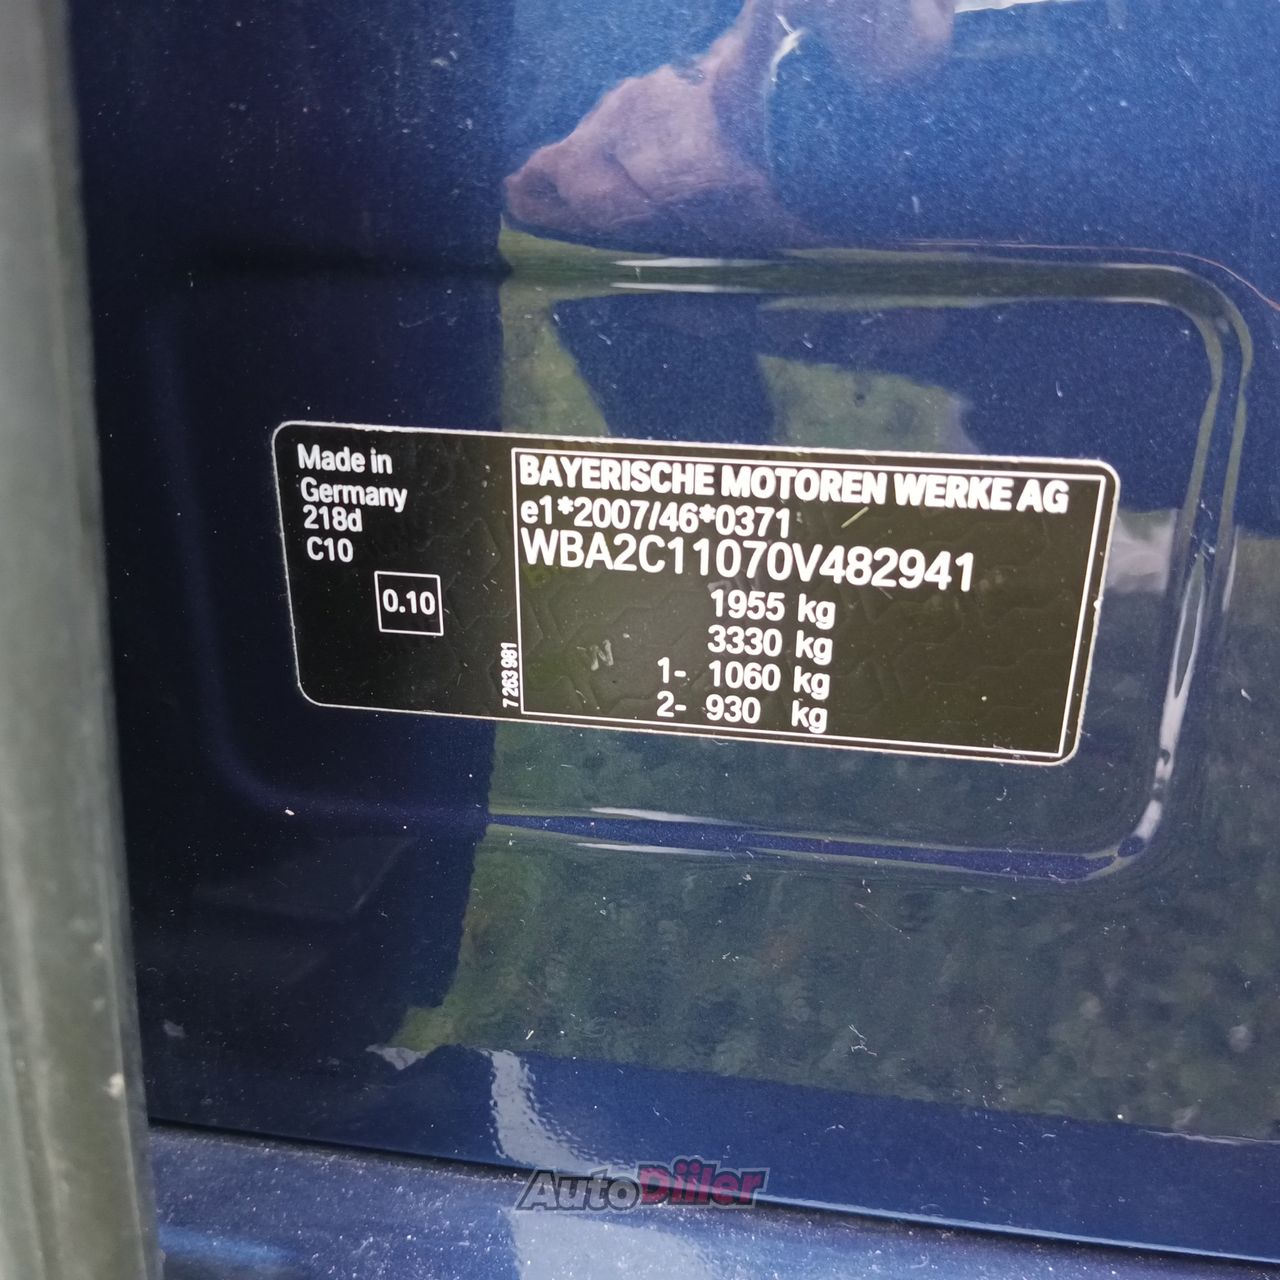 Made in
Germany
218d
C10
0.10
7 263 981
BAYERISCHE MOTOREN WERKE AG
e1*2007/46*0371
WBA2C11070V482941
1955 kg
3330 kg
1- 1060 kg
2- 930 kg
AutoDiiler